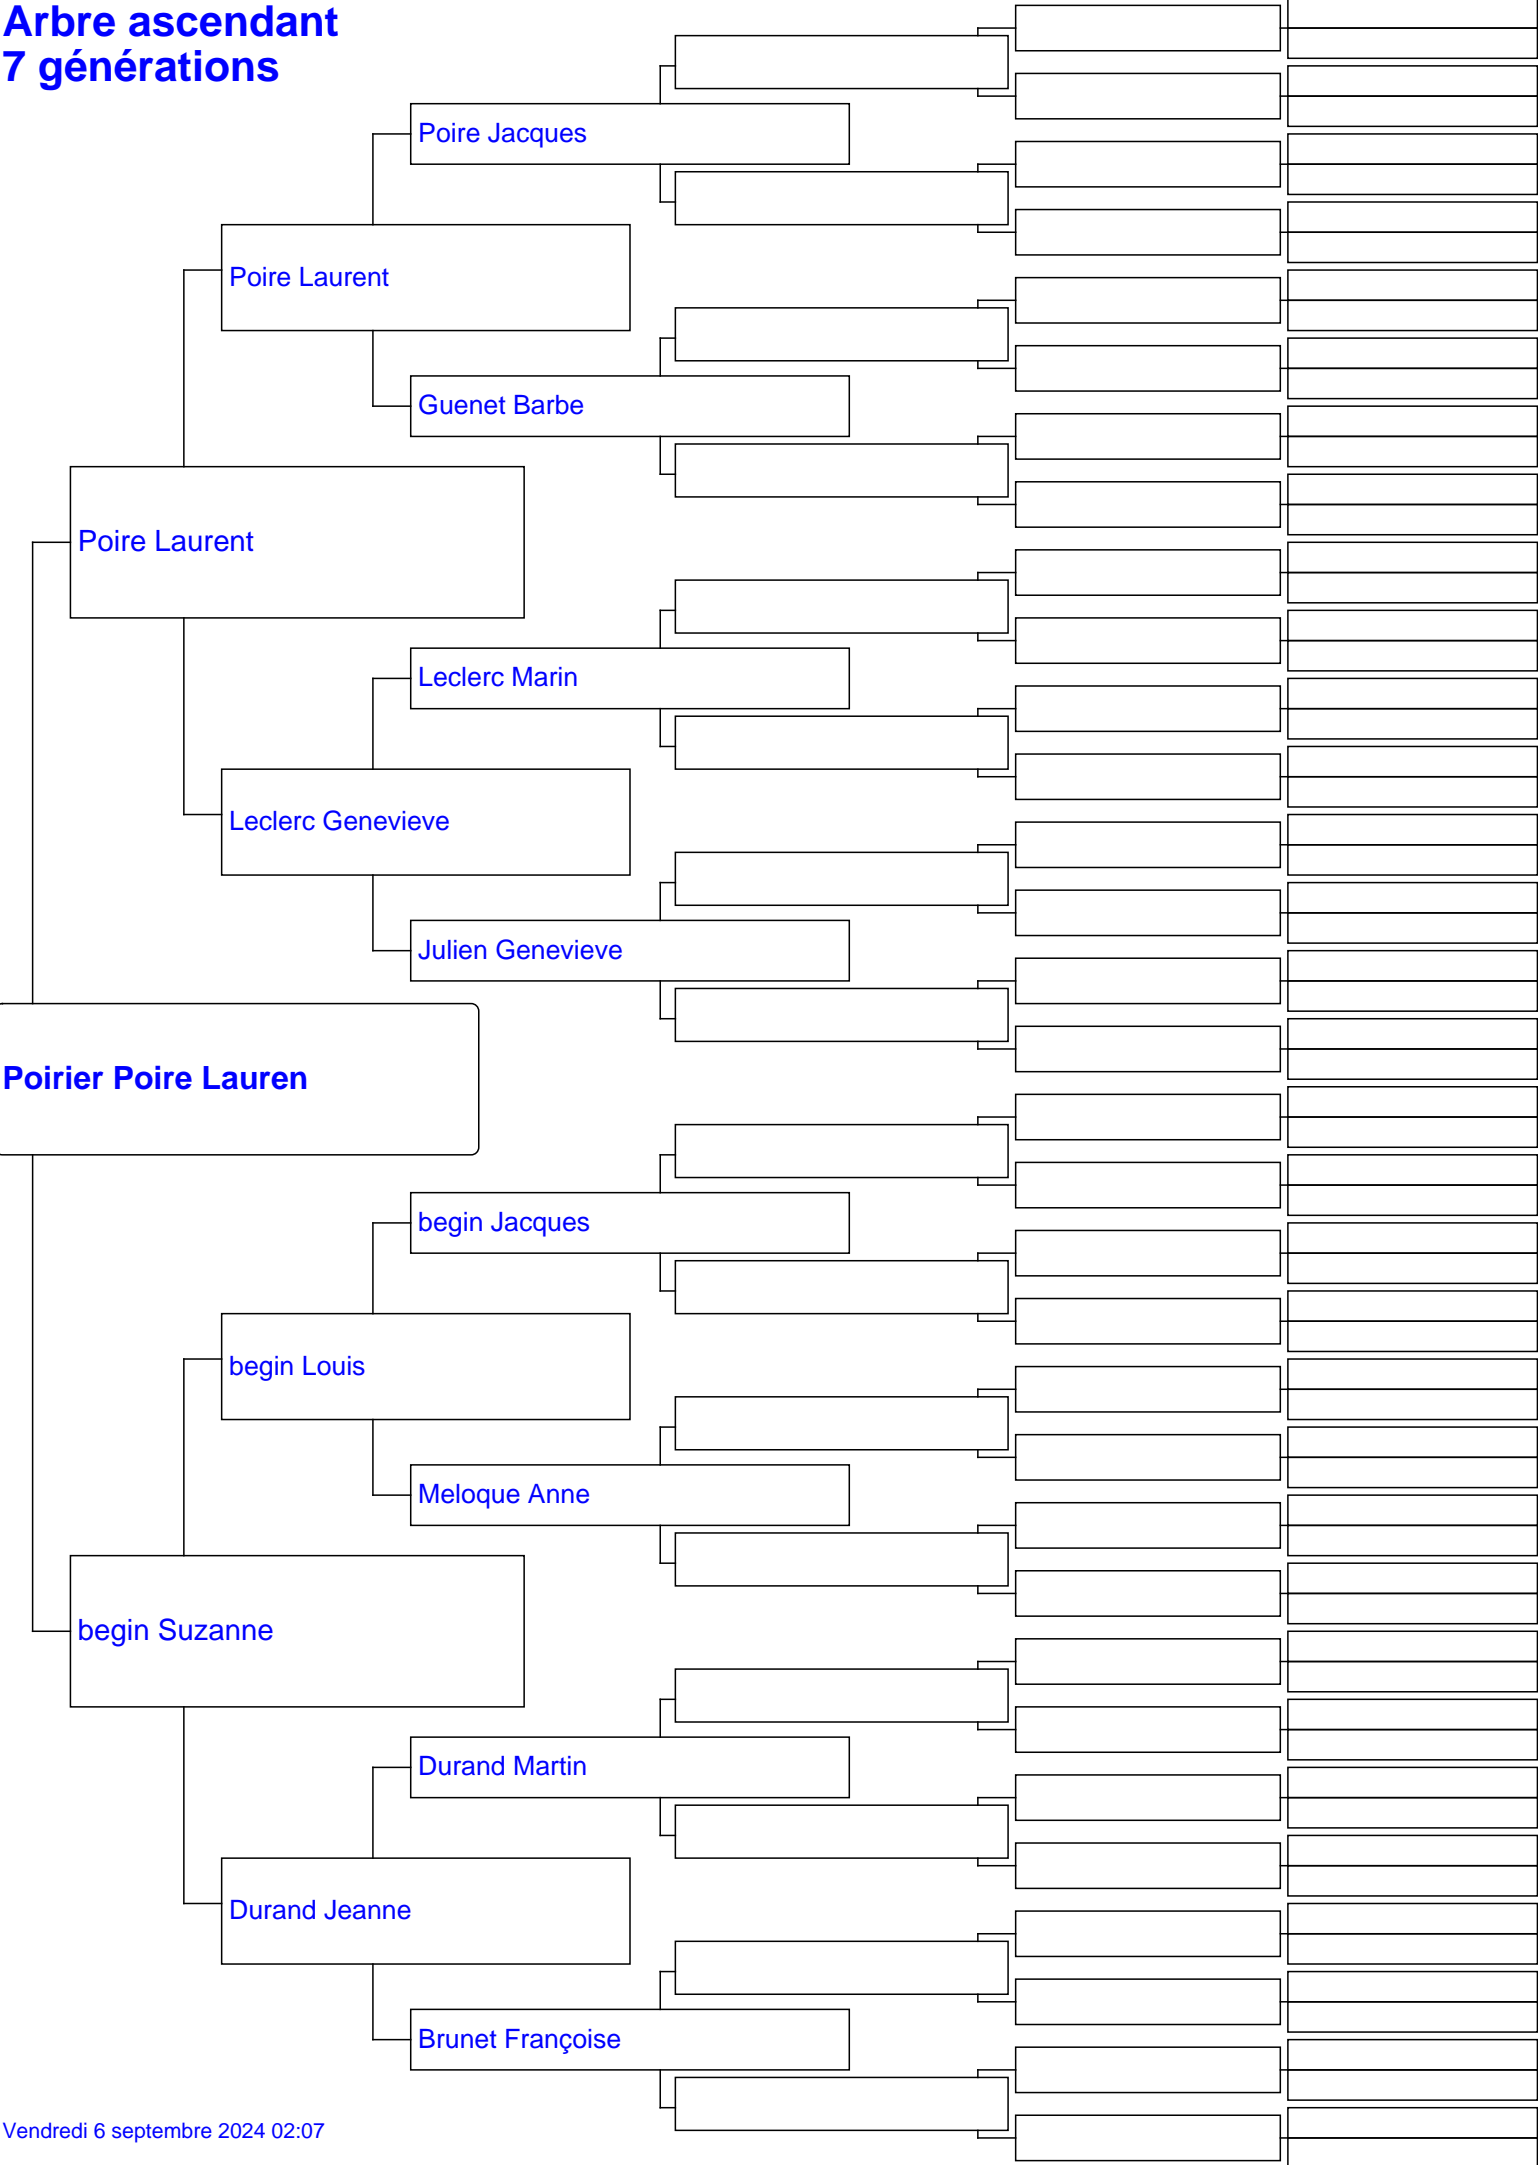 Arbre ascendant
7 générations
Poire Jacques
Poire Laurent
Guenet Barbe
Poire Laurent
Leclerc Marin
Leclerc Genevieve
Julien Genevieve
Poirier Poire Lauren
begin Jacques
begin Louis
Meloque Anne
begin Suzanne
Durand Martin
Durand Jeanne
Brunet Françoise
Vendredi 6 septembre 2024 02:07